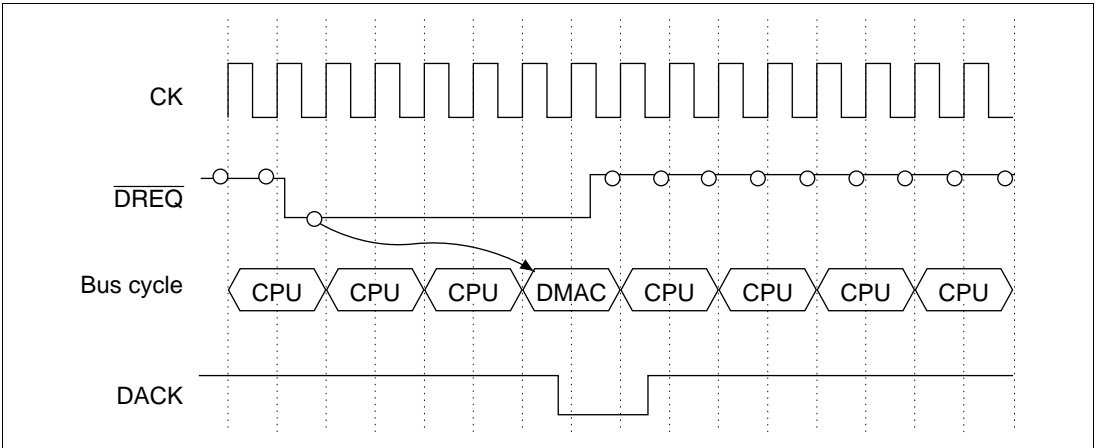 CK
DREQ
Bus cycle CPU CPU CPU DMAC CPU CPU CPU CPU
DACK